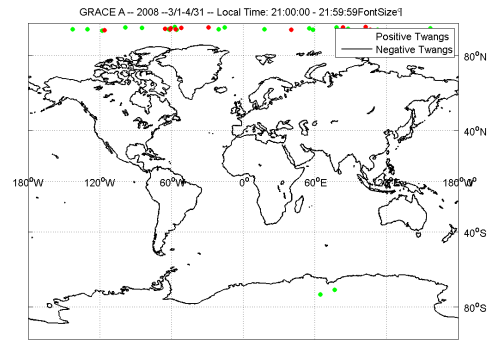 GRACE A -- 2008 --3/1-4/31 -- Local Time: 21:00:00 - 21:59:59FontSize
Positive Twangs
Negative Twangs
80°N
40°N
180°W 120°W 60°W 0° 60°E 180°W
40°S
80°S